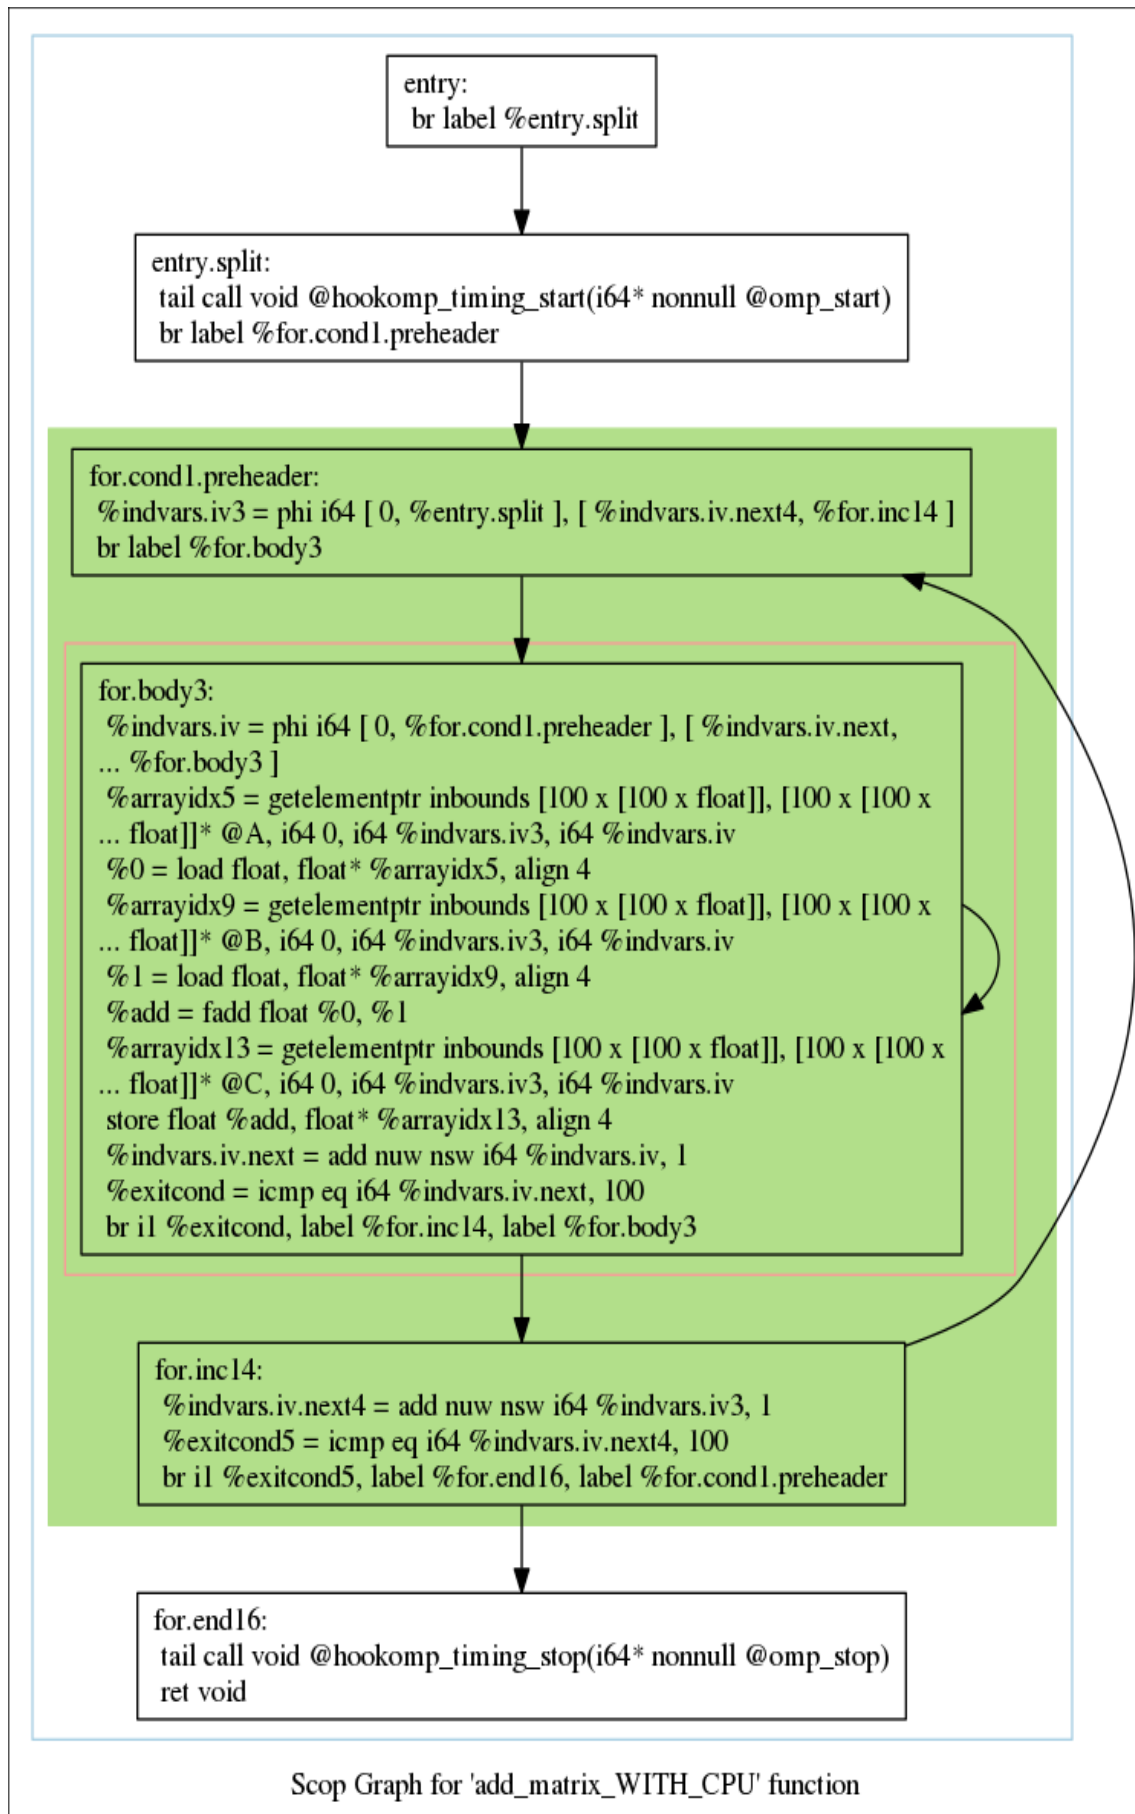 entry:
br label %entry.split
entry.split:
tail call void @hookomp_timing_start(i64* nonnull @omp_start)
br label %for.cond1.preheader
for.cond1.preheader:
%indvars.iv3 = phi i64 [ 0, %entry.split ], [ %indvars.iv.next4, %for.inc14 ]
br label %for.body3
for.body3:
%indvars.iv = phi i64 [ 0, %for.cond1.preheader ], [ %indvars.iv.next,
... %for.body3 ]
%arrayidx5 = getelementptr inbounds [100 x [100 x float]], [100 x [100 x
... float]]* @A, i64 0, i64 %indvars.iv3, i64 %indvars.iv
%0 = load float, float* %arrayidx5, align 4
%arrayidx9 = getelementptr inbounds [100 x [100 x float]], [100 x [100 x
... float]]* @B, i64 0, i64 %indvars.iv3, i64 %indvars.iv
%1 = load float, float* %arrayidx9, align 4
%add = fadd float %0, %1
%arrayidx13 = getelementptr inbounds [100 x [100 x float]], [100 x [100 x
... float]]* @C, i64 0, i64 %indvars.iv3, i64 %indvars.iv
store float %add, float* %arrayidx13, align 4
%indvars.iv.next = add nuw nsw i64 %indvars.iv, 1
%exitcond = icmp eq i64 %indvars.iv.next, 100
br i1 %exitcond, label %for.inc14, label %for.body3
for.inc14:
%indvars.iv.next4 = add nuw nsw i64 %indvars.iv3, 1
%exitcond5 = icmp eq i64 %indvars.iv.next4, 100
br i1 %exitcond5, label %for.end16, label %for.cond1.preheader
for.end16:
tail call void @hookomp_timing_stop(i64* nonnull @omp_stop)
ret void
Scop Graph for 'add_matrix_WITH_CPU' function